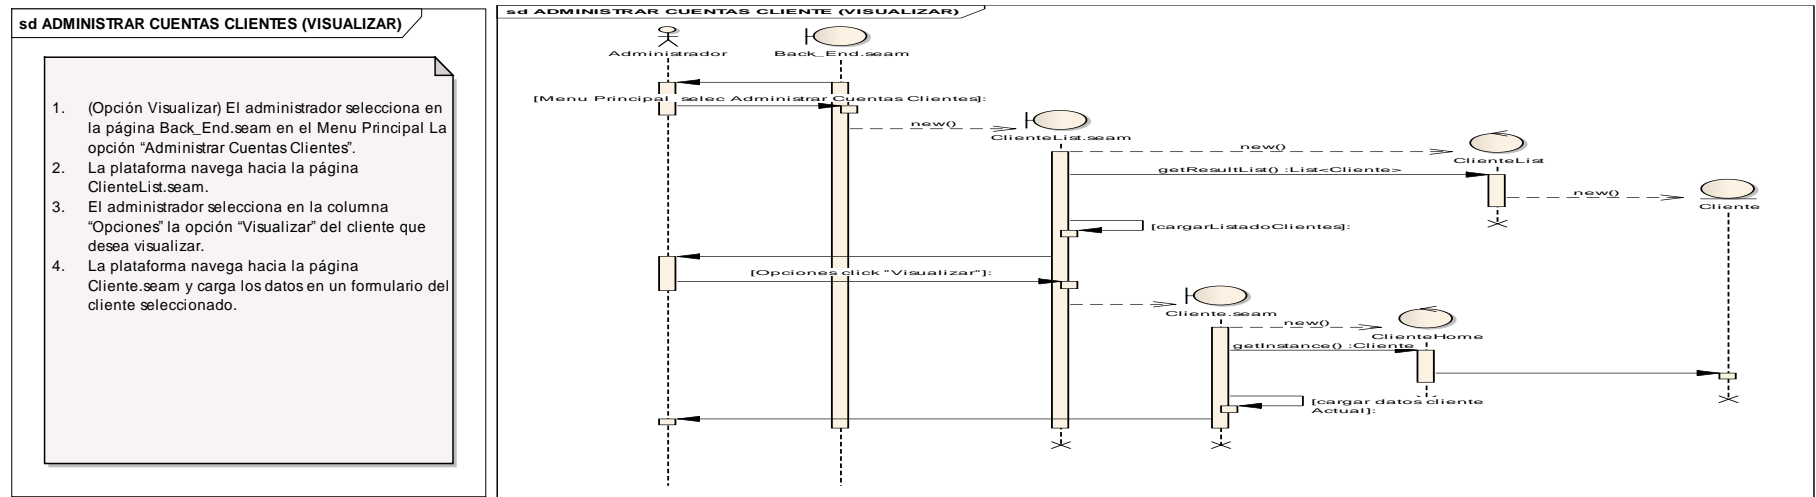 sd ADMINISTRAR CUENTAS CLIENTES (VISUALIZAR)
1. (Opción Visualizar) El administrador selecciona en
la página Back_End.seam en el Menu Principal La
opción “Administrar Cuentas Clientes”.
2. La plataforma navega hacia la página
ClienteList.seam.
3. El administrador selecciona en la columna
“Opciones” la opción “Visualizar” del cliente que
desea visualizar.
4. La plataforma navega hacia la página
Cliente.seam y carga los datos en un formulario del
cliente seleccionado.
sd ADMINISTRAR CUENTAS CLIENTE (VISUALIZAR)
Administrador
Back_End.seam
[Menu Principal selec Administrar Cuentas Clientes]:
new()
ClienteList.seam
new()
ClienteList
getResultList() :List<Cliente>
new()
Cliente
[cargarListadoClientes]:
[Opciones click "Visualizar"]:
Cliente.seam
new()
ClienteHome
getInstance() :Cliente
[cargar datos cliente
Actual]: